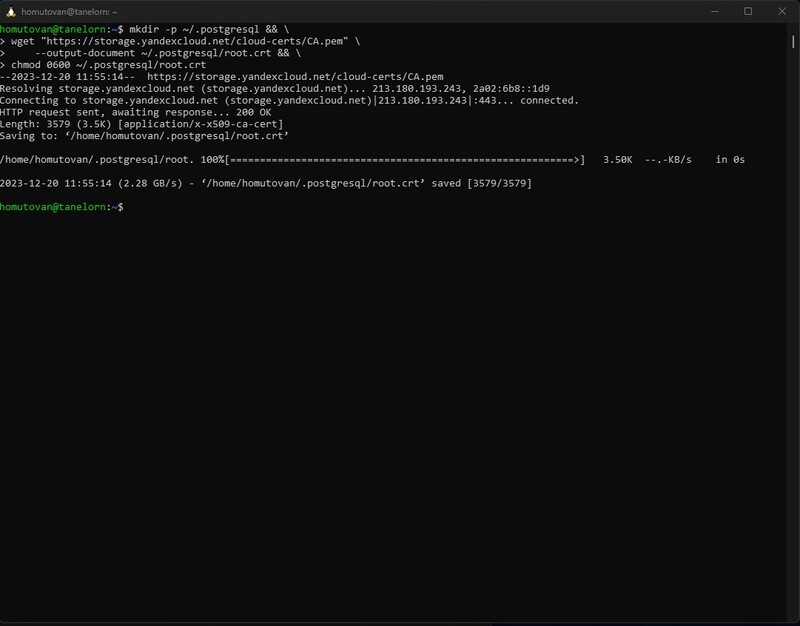 homutovan@tanelorn: ~
homutovan@tanelorn:~$ mkdir -p ~/.postgresql && \
> wget "https://storage.yandexcloud.net/cloud-certs/CA.pem" \
>     --output-document ~/.postgresql/root.crt && \
> chmod 0600 ~/.postgresql/root.crt
--2023-12-20 11:55:14--  https://storage.yandexcloud.net/cloud-certs/CA.pem
Resolving storage.yandexcloud.net (storage.yandexcloud.net)... 213.180.193.243, 2a02:6b8::1d9
Connecting to storage.yandexcloud.net (storage.yandexcloud.net)|213.180.193.243|:443... connected.
HTTP request sent, awaiting response... 200 OK
Length: 3579 (3.5K) [application/x-x509-ca-cert]
Saving to: ‘/home/homutovan/.postgresql/root.crt’
/home/homutovan/.postgresql/root. 100%[==========================================================>]   3.50K  --.-KB/s    in 0s
2023-12-20 11:55:14 (2.28 GB/s) - ‘/home/homutovan/.postgresql/root.crt’ saved [3579/3579]
homutovan@tanelorn:~$